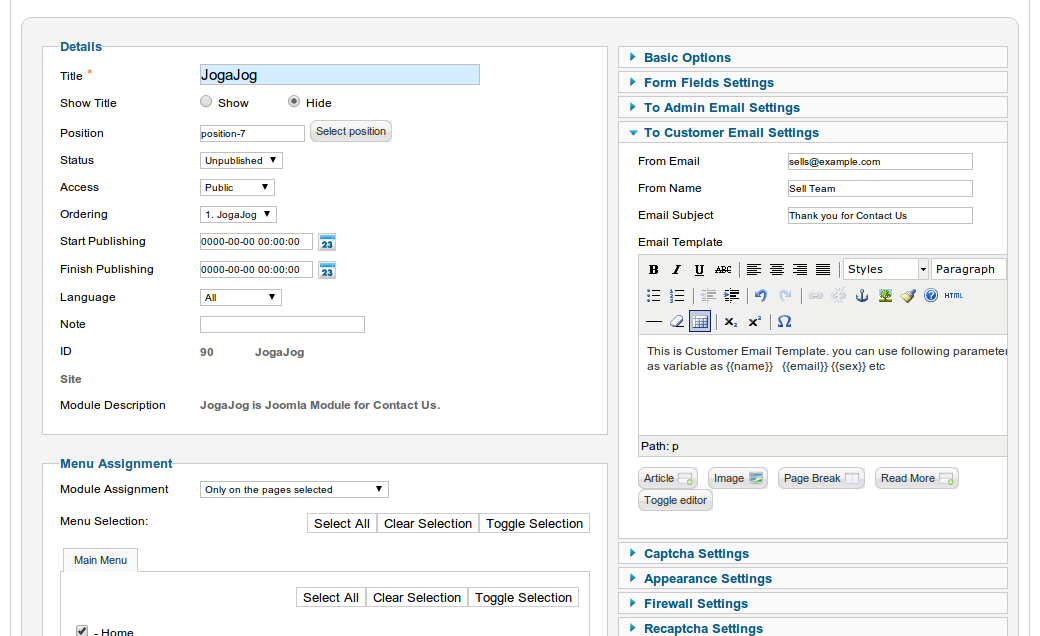 Details
Title *
JogaJog
Show Title
Show
Hide
Position
position-7
Select position
Status
Unpublished
Access
Public
Ordering
1. JogaJog
Start Publishing
0000-00-00 00:00:00
23
Finish Publishing
0000-00-00 00:00:00
23
Language
All
Note
ID
90 JogaJog
Site
Module Description
JogaJog is Joomla Module for Contact Us.
Menu Assignment
Module Assignment
Only on the pages selected
Menu Selection:
Select All
Clear Selection
Toggle Selection
Main Menu
Select All
Clear Selection
Toggle Selection
- Home
Basic Options
Form Fields Settings
To Admin Email Settings
To Customer Email Settings
From Email
sells@example.com
From Name
Sell Team
Email Subject
Thank you for Contact Us
Email Template
B I U ABC
Styles
Paragraph
HTML
x₂ x² Ω
This is Customer Email Template. you can use following parameter
as variable as {{name}} {{email}} {{sex}} etc
Path: p
Article
Image
Page Break
Read More
Toggle editor
Captcha Settings
Appearance Settings
Firewall Settings
Recaptcha Settings